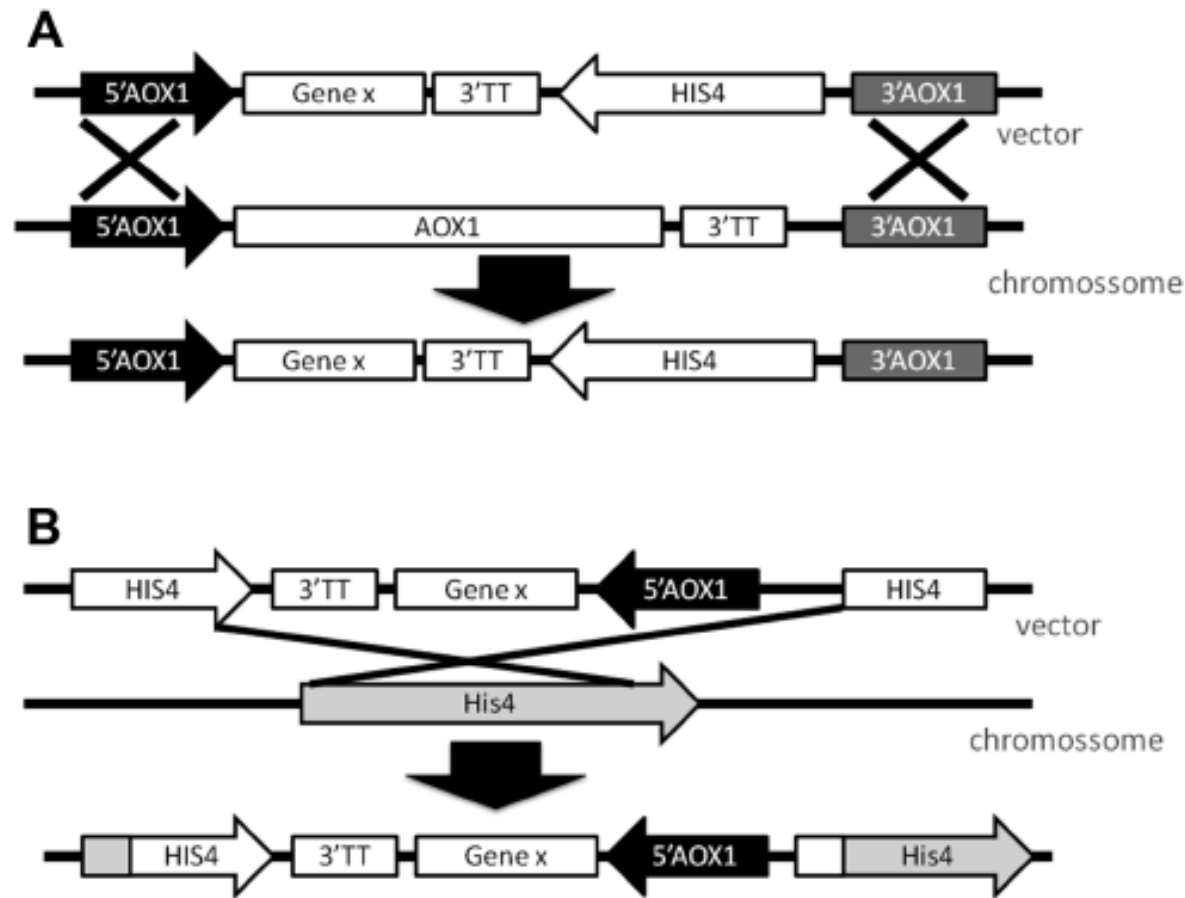 A
5'AOX1 Gene x 3'TT HIS4 3'AOX1
vector
5'AOX1 AOX1 3'TT 3'AOX1
chromossome
5'AOX1 Gene x 3'TT HIS4 3'AOX1
B
HIS4 3'TT Gene x 5'AOX1 HIS4
vector
His4
chromossome
HIS4 3'TT Gene x 5'AOX1 His4